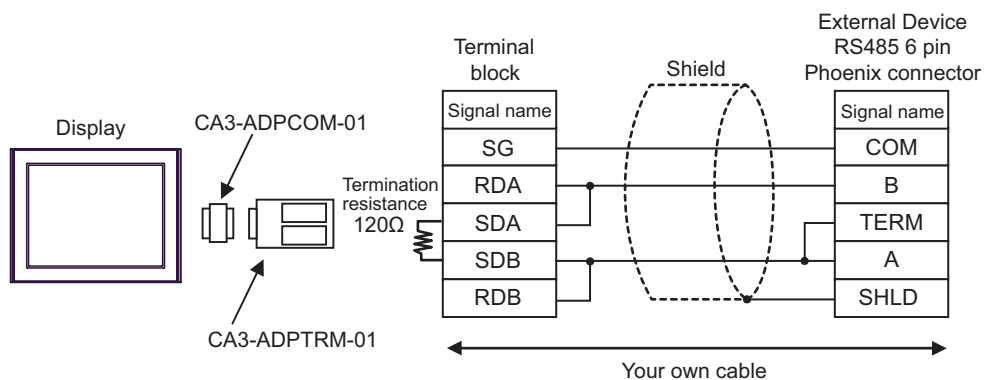 Display
CA3-ADPCOM-01
CA3-ADPTRM-01
Termination
resistance
120Ω
Terminal
block
Signal name
SG
RDA
SDA
SDB
RDB
Shield
External Device
RS485 6 pin
Phoenix connector
Signal name
COM
B
TERM
A
SHLD
Your own cable